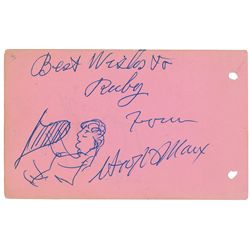 Best Wishes to
Ruby
From
Harpo Marx